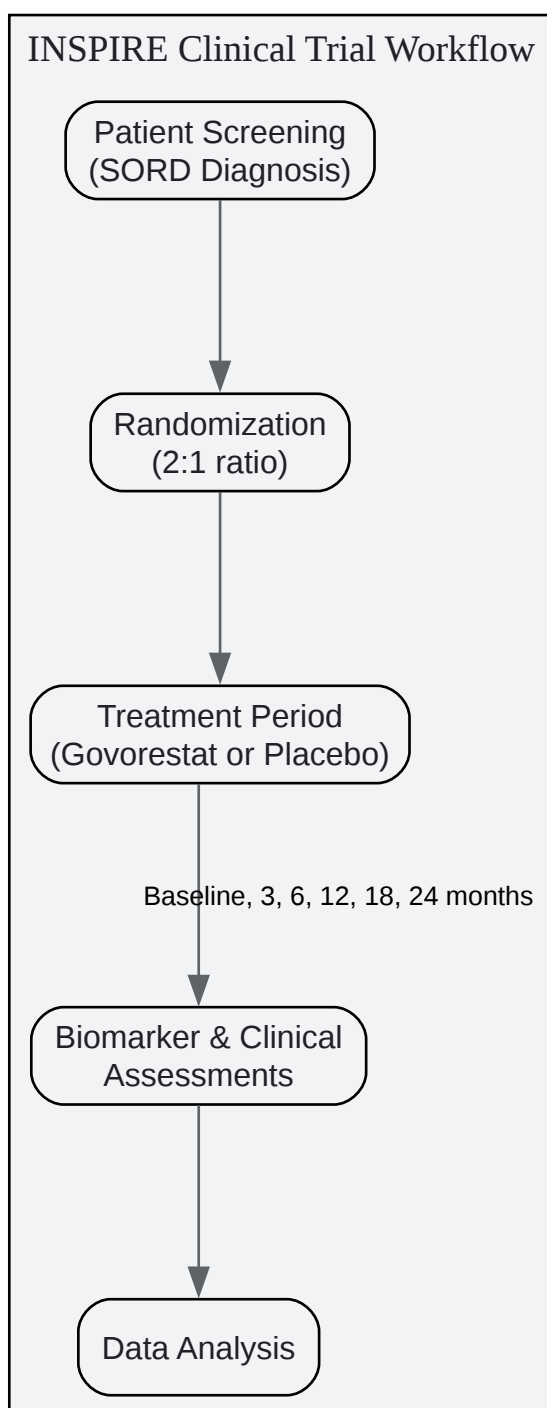 INSPIRE Clinical Trial Workflow
Patient Screening
(SORD Diagnosis)
Randomization
(2:1 ratio)
Treatment Period
(Govorestat or Placebo)
Baseline, 3, 6, 12, 18, 24 months
Biomarker & Clinical
Assessments
Data Analysis